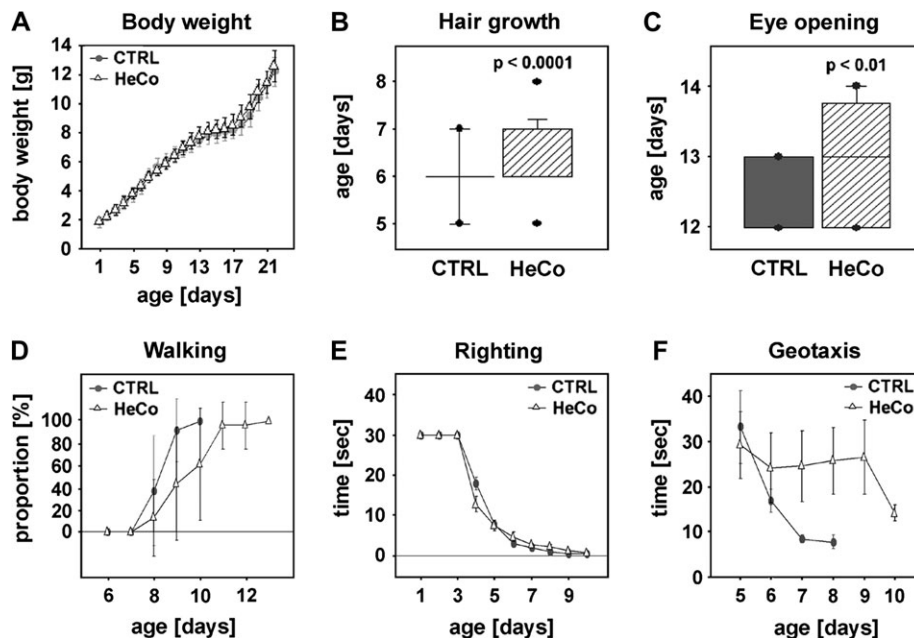 A Body weight
CTRL
HeCo
body weight [g]
14
12
10
8
6
4
2
0
1 5 9 13 17 21
age [days]
B Hair growth
p < 0.0001
age [days]
8
7
6
5
CTRL HeCo
C Eye opening
p < 0.01
age [days]
14
13
12
CTRL HeCo
D Walking
CTRL
HeCo
proportion [%]
100
80
60
40
20
0
6 8 10 12
age [days]
E Righting
CTRL
HeCo
time [sec]
40
30
20
10
0
1 3 5 7 9
age [days]
F Geotaxis
CTRL
HeCo
time [sec]
40
30
20
10
0
5 6 7 8 9 10
age [days]